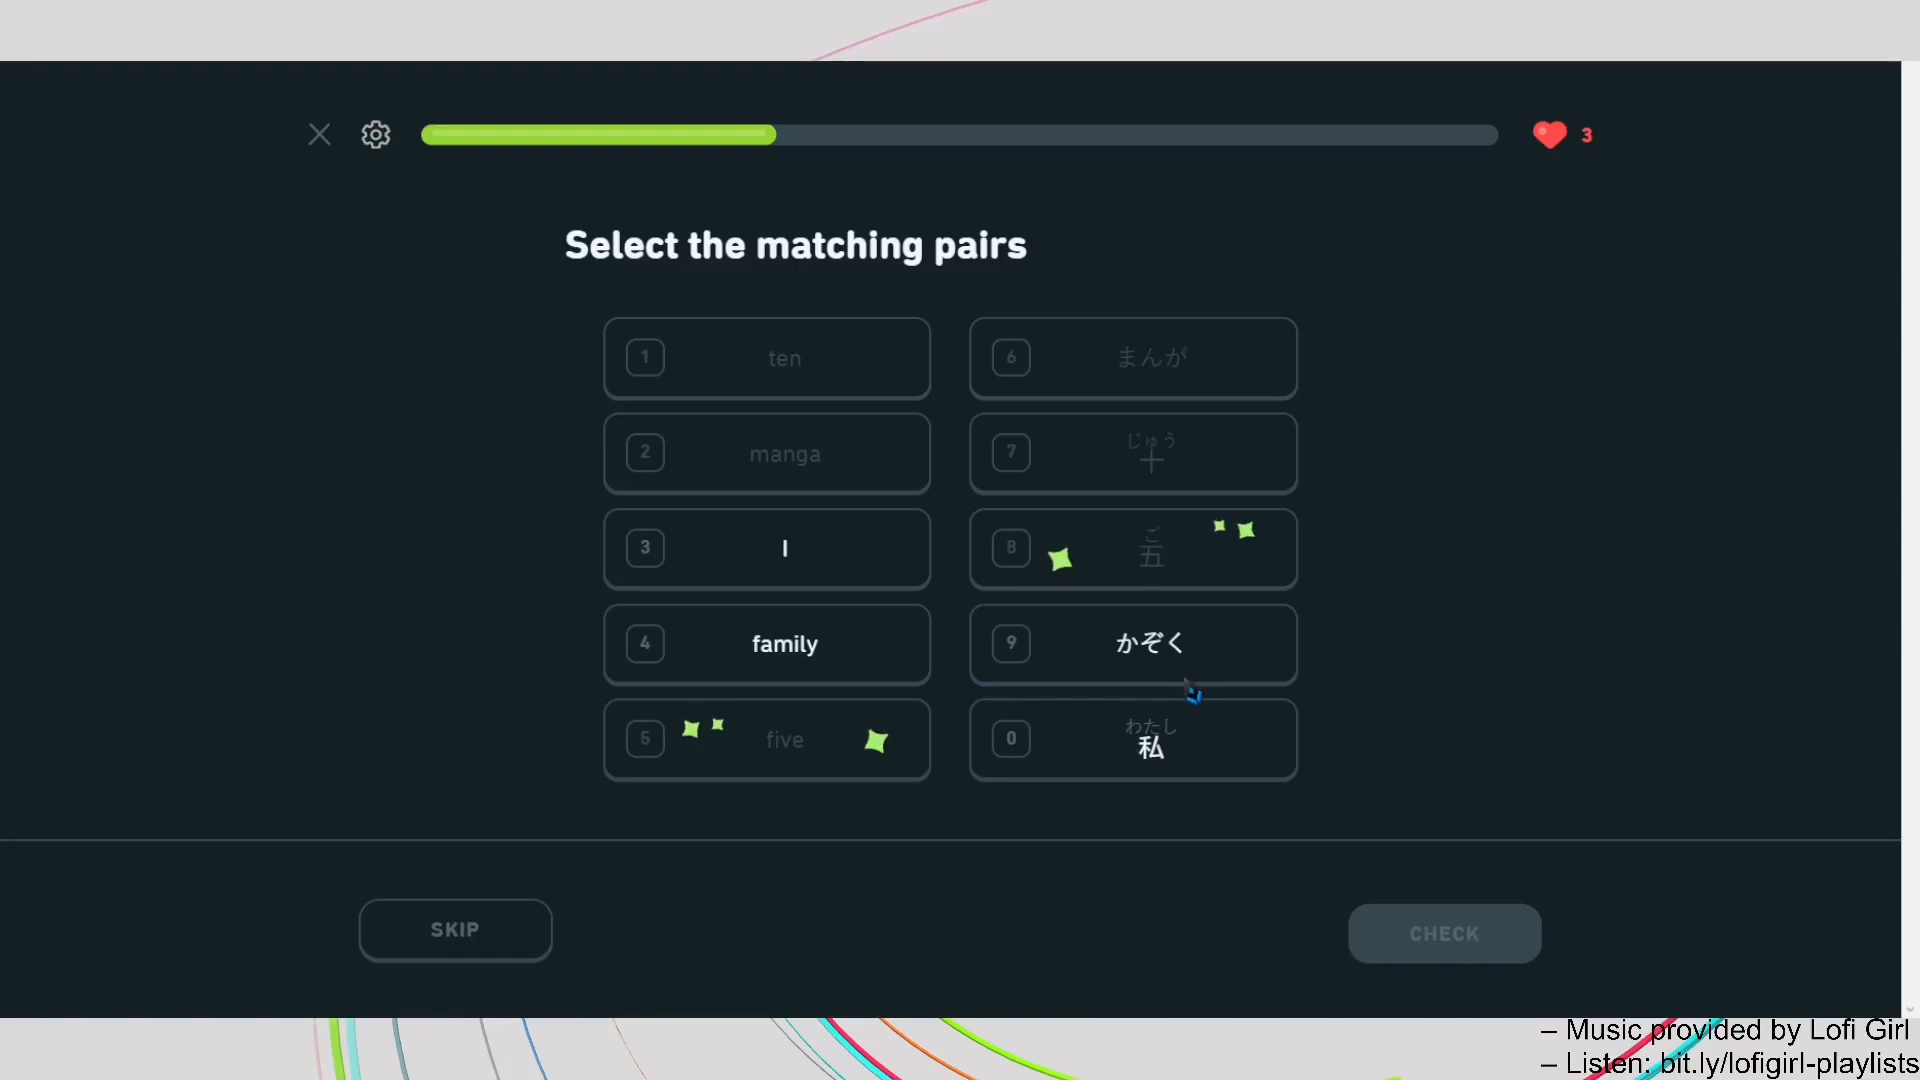 3
Select the matching pairs
1 ten
6 まんが
2 manga
7 じゅう
十
3 I
8 ご
五
4 family
9 かぞく
5 five
0 わたし
私
SKIP
CHECK
– Music provided by Lofi Girl
– Listen: bit.ly/lofigirl-playlists